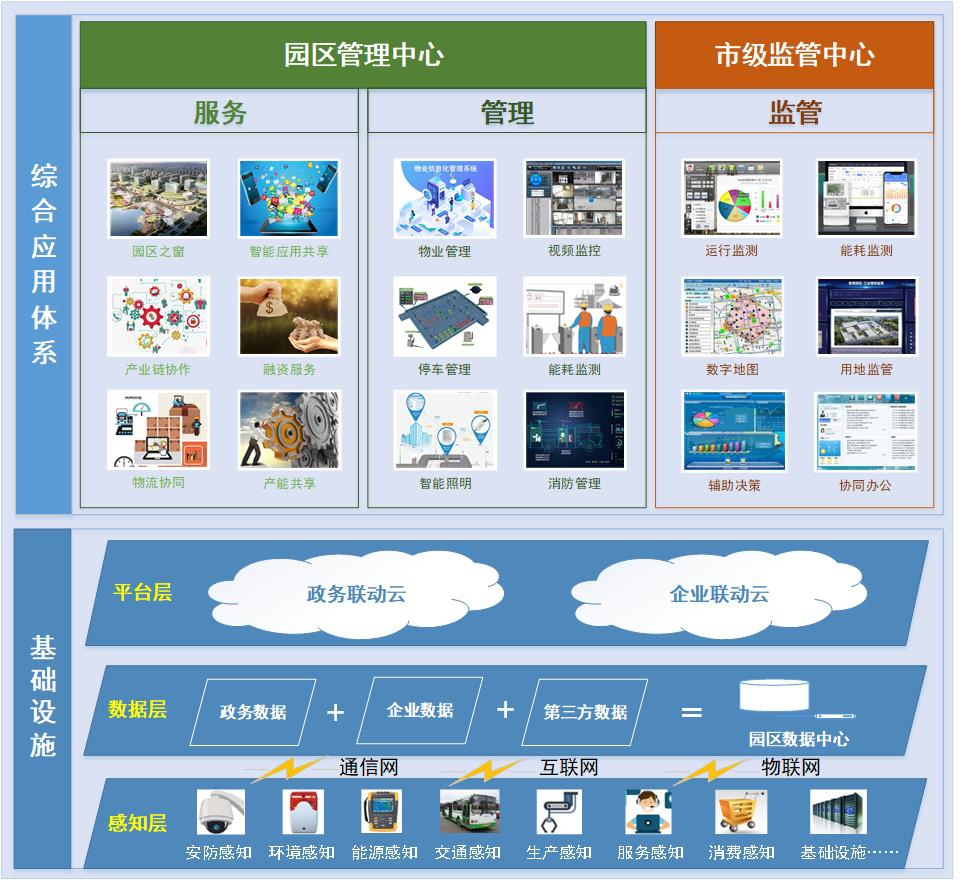 综合应用体系
园区管理中心
市级监管中心
服务
管理
监管
物业信息化管理系统
园区之窗
智能应用共享
物业管理
视频监控
运行监测
能耗监测
产业链协作
融资服务
停车管理
能耗监测
数字地图
用地监管
物流协同
产能共享
智能照明
消防管理
辅助决策
协同办公
基础设施
平台层
政务联动云
企业联动云
数据层
政务数据
+
企业数据
+
第三方数据
=
园区数据中心
通信网
互联网
物联网
感知层
安防感知
环境感知
能源感知
交通感知
生产感知
服务感知
消费感知
基础设施……